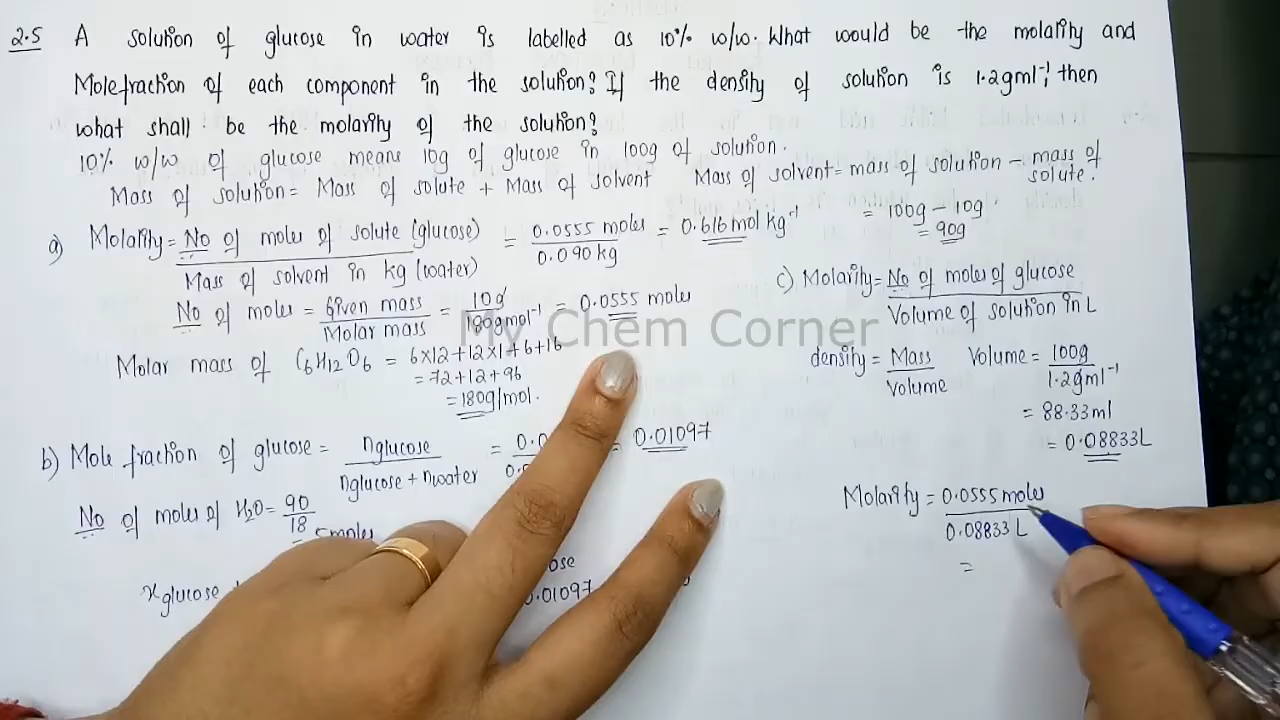 2.5 A solution of glucose in water is labelled as 10% w/w. What would be the molality and
Mole fraction of each component in the solution? If the density of solution is 1.2gml⁻¹, then
what shall be the molarity of the solution?
10% w/w of glucose means 10g of glucose in 100g of solution.
Mass of solution = Mass of solute + Mass of solvent
Mass of solvent = mass of solution - mass of solute.
= 100g - 10g
= 90g
a) Molality = No of moles of solute (glucose) / Mass of solvent in kg (water) = 0.0555 moles / 0.090 kg = 0.616 mol kg⁻¹
No of moles = Given mass / Molar mass = 10g / 180gmol⁻¹ = 0.0555 moles
Molar mass of C₆H₁₂O₆ = 6×12+12×1+6+16
= 72+12+96
= 180g/mol.
b) Mole fraction of glucose = nglucose / nglucose + nwater = = 0.01097
No of moles of H₂O = 90 / 18
= 5moles
xglucose
0.01097
c) Molarity = No of moles of glucose / Volume of solution in L
density = Mass / Volume Volume = 100g / 1.2gml⁻¹
= 88.33ml
= 0.08833L
Molarity = 0.0555 moles / 0.08833 L
=
My Chem Corner